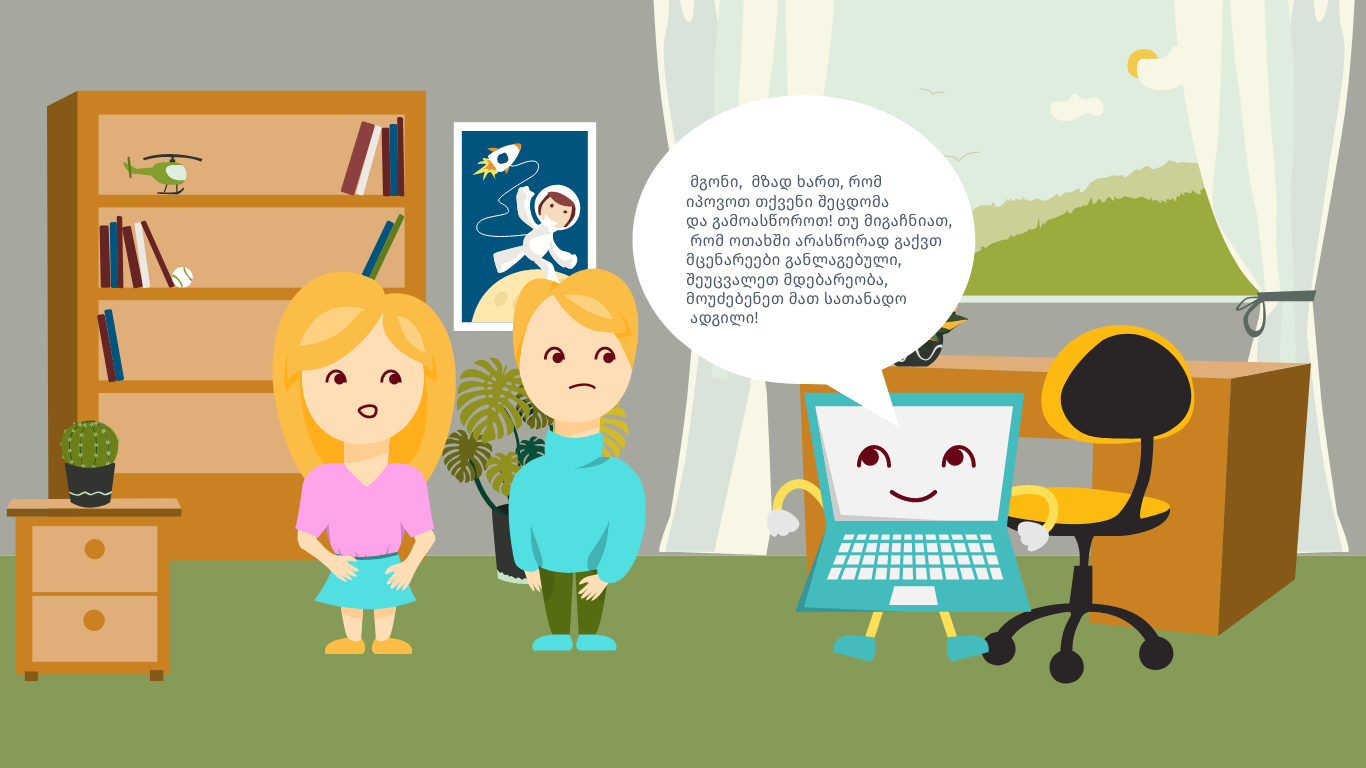 მგონი, მზად ხართ, რომ
იპოვოთ თქვენი შეცდომა
და გამოასწოროთ! თუ მიგაჩნიათ,
რომ ოთახში არასწორად გაქვთ
მცენარეები განლაგებული,
შეუცვალეთ მდებარეობა,
მოუძებენეთ მათ სათანადო
ადგილი!